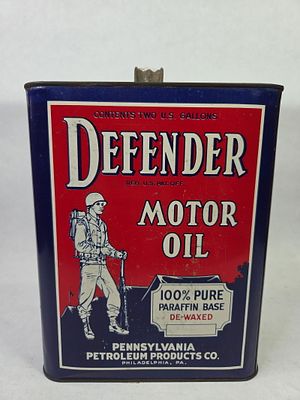 CONTENTS TWO U.S. GALLONS
DEFENDER
REG. U.S. PAT. OFF.
MOTOR
OIL
100% PURE
PARAFFIN BASE
DE-WAXED
PENNSYLVANIA
PETROLEUM PRODUCTS CO.
PHILADELPHIA, PA.